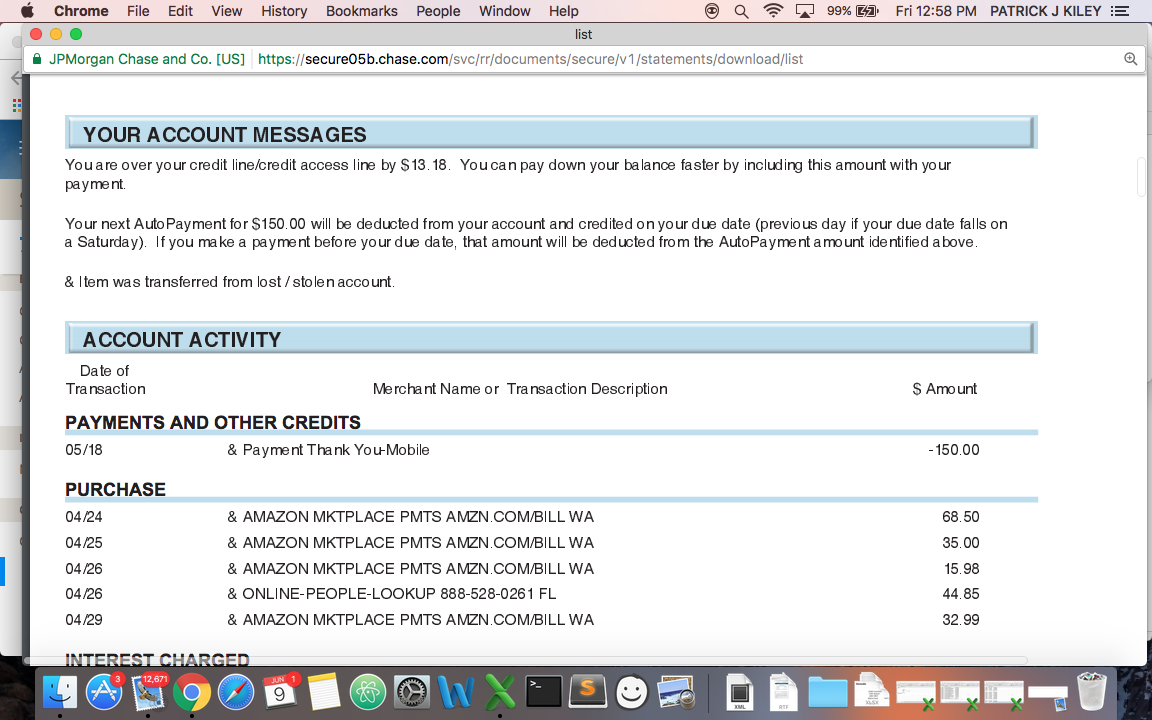 Chrome File Edit View History Bookmarks People Window Help 99% Fri 12:58 PM PATRICK J KILEY
list
JPMorgan Chase and Co. [US] https://secure05b.chase.com/svc/rr/documents/secure/v1/statements/download/list
YOUR ACCOUNT MESSAGES
You are over your credit line/credit access line by $13.18. You can pay down your balance faster by including this amount with your
payment.
Your next AutoPayment for $150.00 will be deducted from your account and credited on your due date (previous day if your due date falls on
a Saturday). If you make a payment before your due date, that amount will be deducted from the AutoPayment amount identified above.
& Item was transferred from lost / stolen account.
ACCOUNT ACTIVITY
Date of
Transaction Merchant Name or Transaction Description $ Amount
PAYMENTS AND OTHER CREDITS
05/18 & Payment Thank You-Mobile -150.00
PURCHASE
04/24 & AMAZON MKTPLACE PMTS AMZN.COM/BILL WA 68.50
04/25 & AMAZON MKTPLACE PMTS AMZN.COM/BILL WA 35.00
04/26 & AMAZON MKTPLACE PMTS AMZN.COM/BILL WA 15.98
04/26 & ONLINE-PEOPLE-LOOKUP 888-528-0261 FL 44.85
04/29 & AMAZON MKTPLACE PMTS AMZN.COM/BILL WA 32.99
INTEREST CHARGED
3 12,671 JUN 9 1 XML RTF XLSX